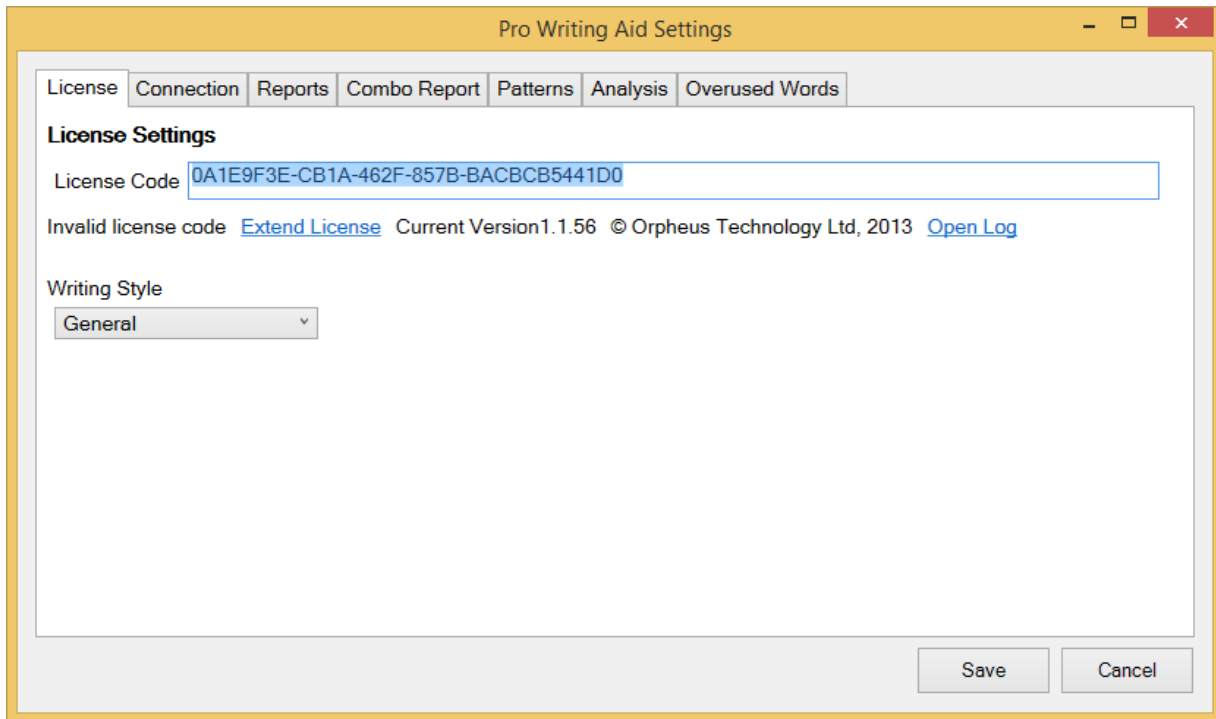 Pro Writing Aid Settings
License Connection Reports Combo Report Patterns Analysis Overused Words
License Settings
License Code 0A1E9F3E-CB1A-462F-857B-BACBCB5441D0
Invalid license code Extend License Current Version1.1.56 © Orpheus Technology Ltd, 2013 Open Log
Writing Style
General
Save Cancel